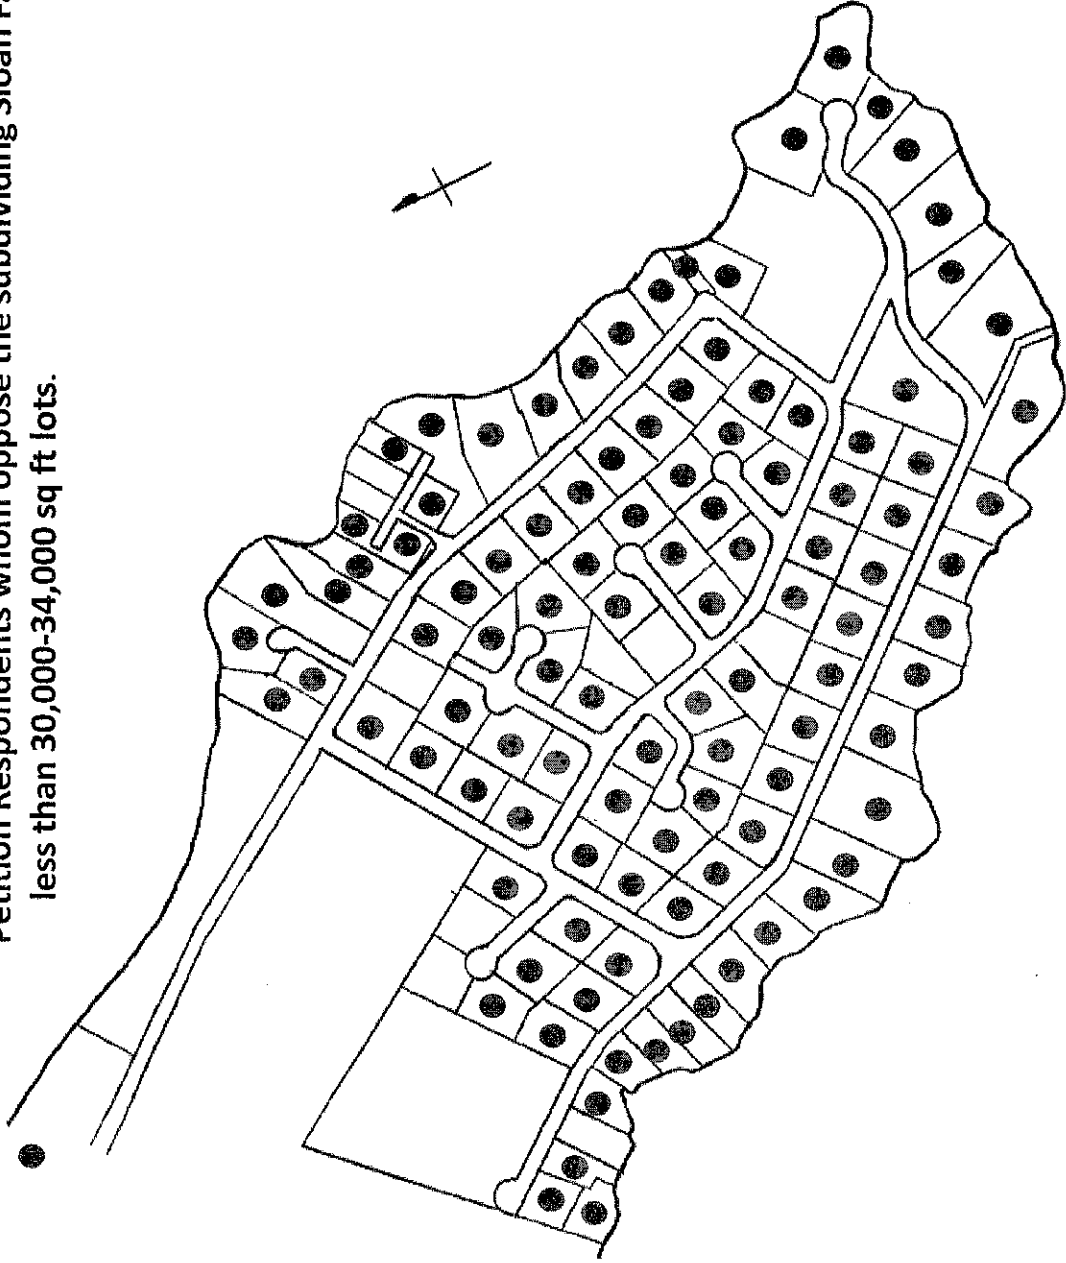 Petition Respondents whom oppose the subdividing Sloan
less than 30,000-34,000 sq ft lots.